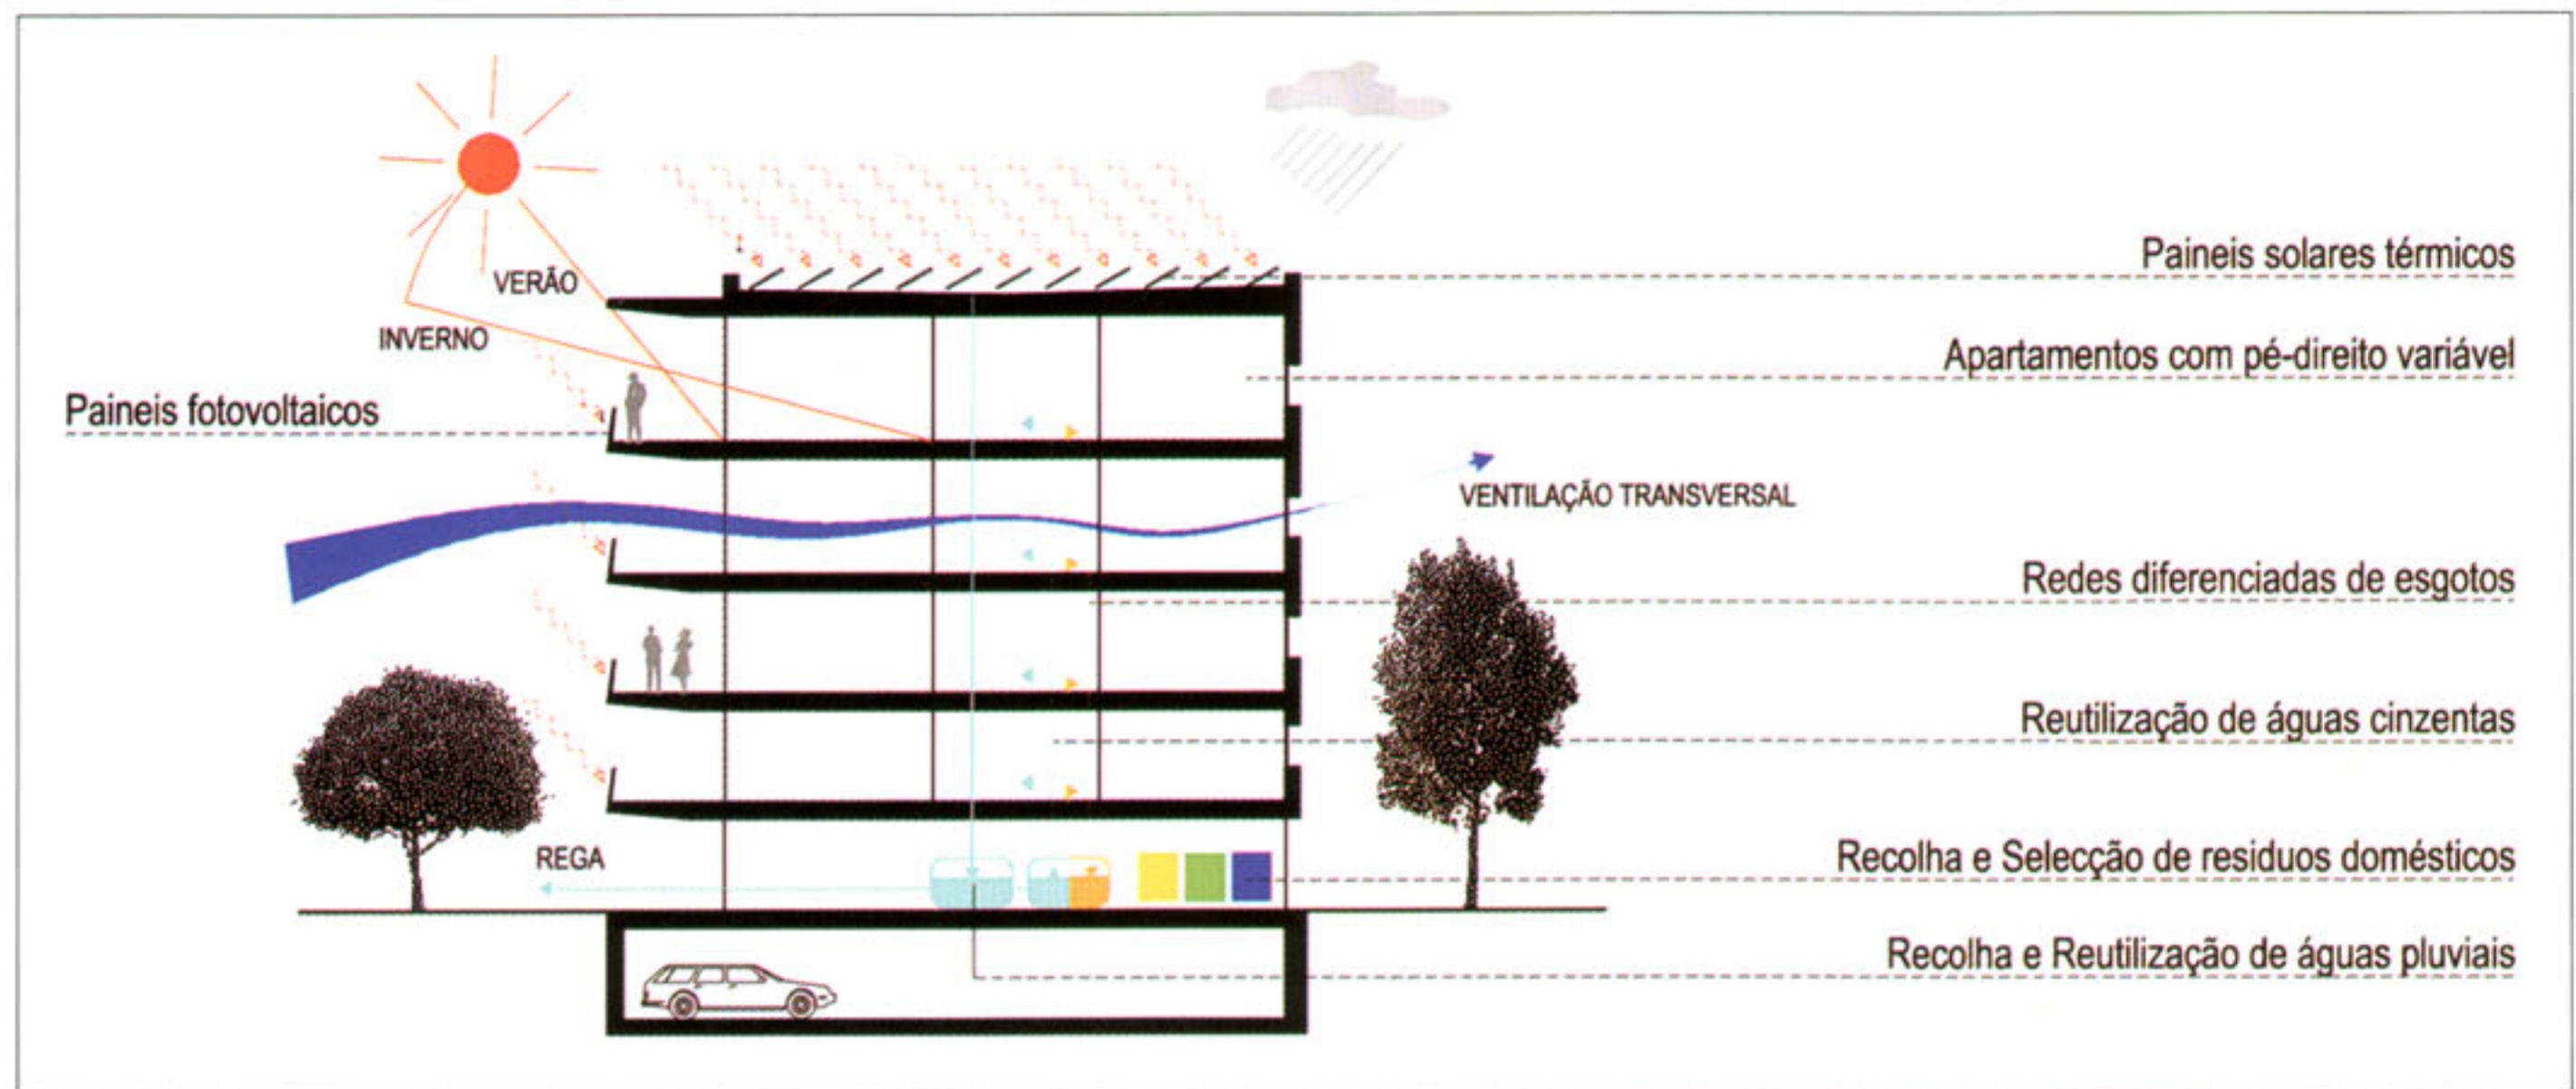 Paineis solares térmicos
VERÃO
INVERNO
Apartamentos com pé-direito variável
Paineis fotovoltaicos
VENTILAÇÃO TRANSVERSAL
Redes diferenciadas de esgotos
Reutilização de águas cinzentas
REGA
Recolha e Selecção de residuos domésticos
Recolha e Reutilização de águas pluviais